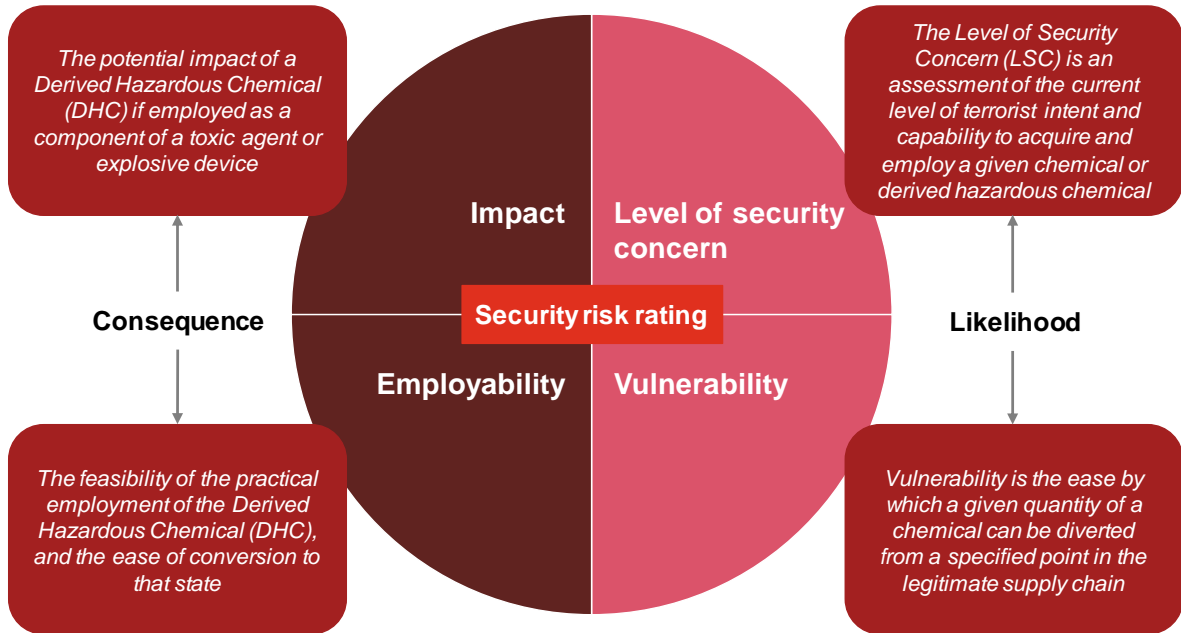 The potential impact of a
Derived Hazardous Chemical
(DHC) if employed as a
component of a toxic agent or
explosive device
The Level of Security
Concern (LSC) is an
assessment of the current
level of terrorist intent and
capability to acquire and
employ a given chemical or
derived hazardous chemical
Impact
Level of security
concern
Consequence
Security risk rating
Likelihood
Employability
Vulnerability
The feasibility of the practical
employment of the Derived
Hazardous Chemical (DHC),
and the ease of conversion to
that state
Vulnerability is the ease by
which a given quantity of a
chemical can be diverted
from a specified point in the
legitimate supply chain